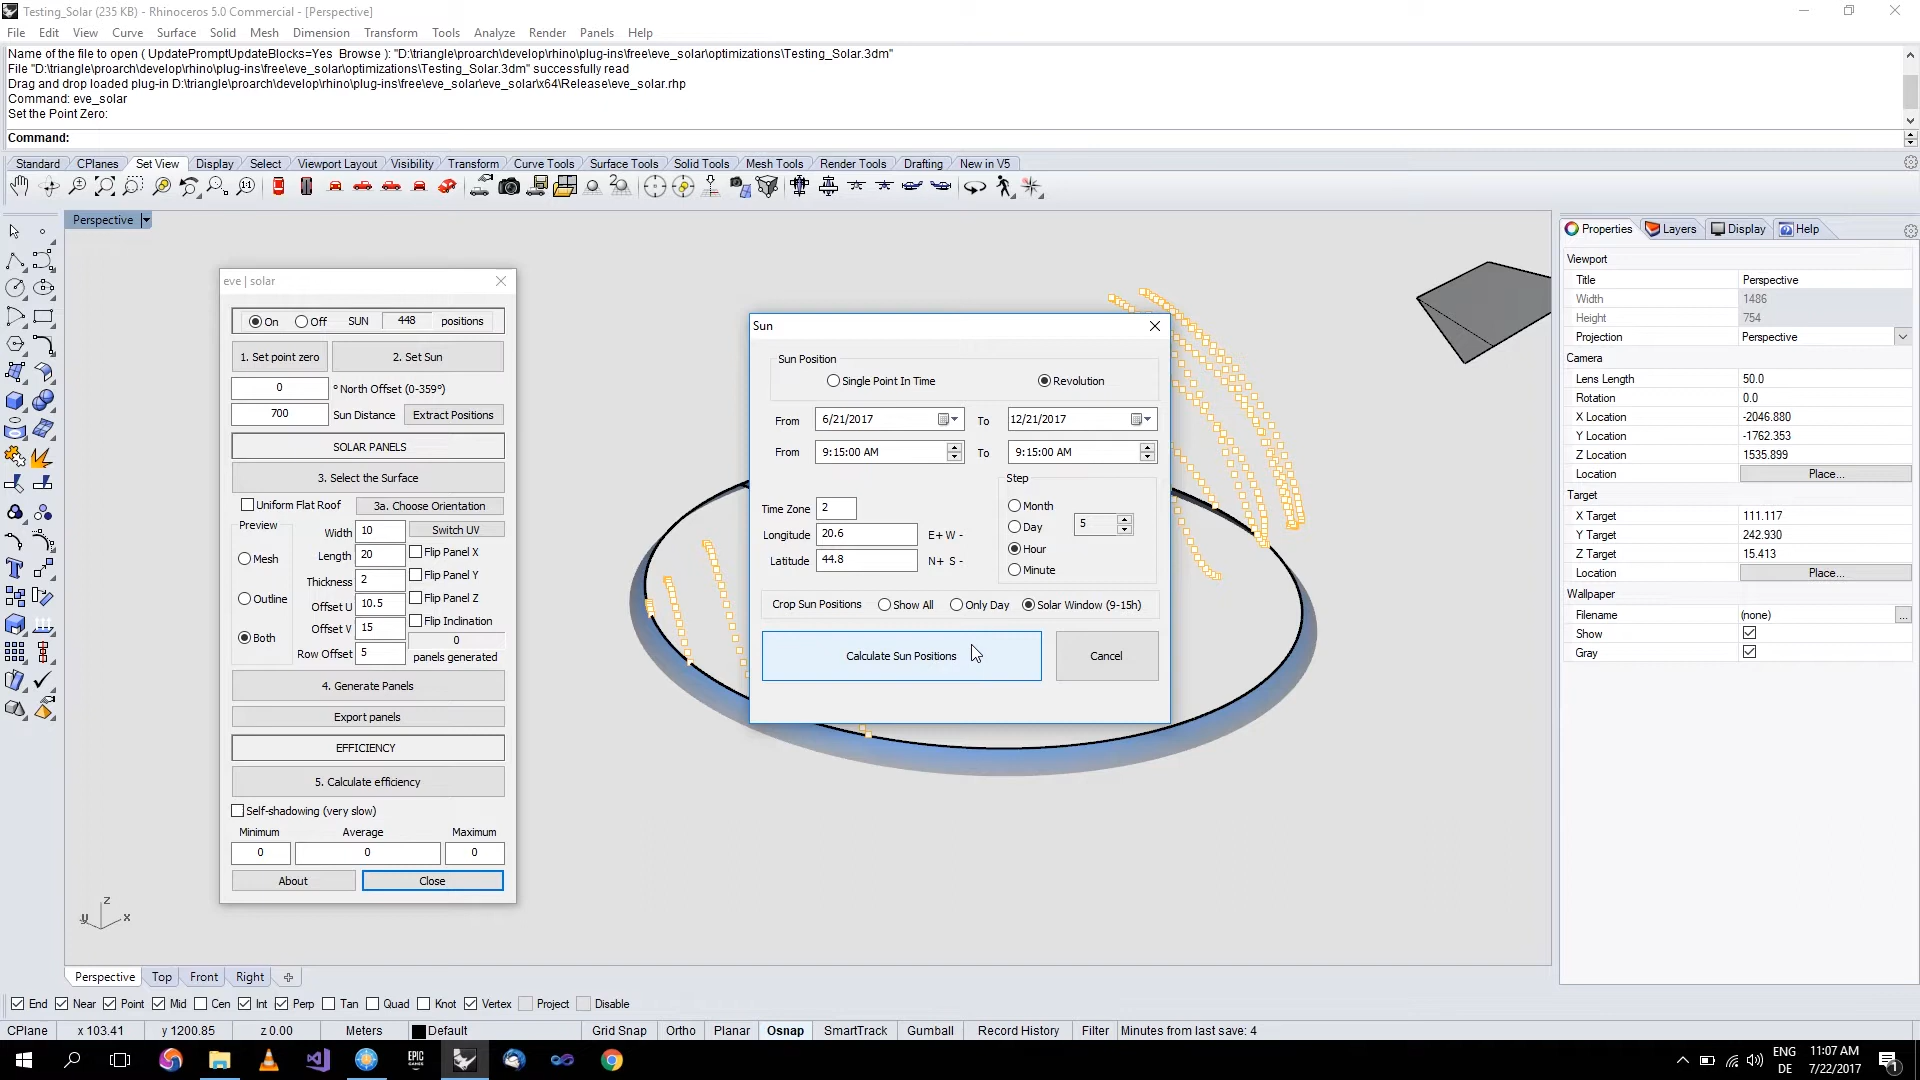 Testing_Solar (235 KB) - Rhinoceros 5.0 Commercial - [Perspective]
File Edit View Curve Surface Solid Mesh Dimension Transform Tools Analyze Render Panels Help
Name of the file to open ( UpdatePromptUpdateBlocks=Yes Browse ): "D:\triangle\proarch\develop\rhino\plug-ins\free\eve_solar\optimizations\Testing_Solar.3dm"
File "D:\triangle\proarch\develop\rhino\plug-ins\free\eve_solar\optimizations\Testing_Solar.3dm" successfully read
Drag and drop loaded plug-in D:\triangle\proarch\develop\rhino\plug-ins\free\eve_solar\eve_solar\x64\Release\eve_solar.rhp
Command: eve_solar
Set the Point Zero:
Command:
Standard CPlanes Set View Display Select Viewport Layout Visibility Transform Curve Tools Surface Tools Solid Tools Mesh Tools Render Tools Drafting New in V5
Perspective
eve | solar
On Off SUN 448 positions
1. Set point zero 2. Set Sun
0 º North Offset (0-359º)
700 Sun Distance Extract Positions
SOLAR PANELS
3. Select the Surface
Uniform Flat Roof 3a. Choose Orientation
Preview
Mesh
Outline
Both
Width 10 Switch UV
Length 20 Flip Panel X
Thickness 2 Flip Panel Y
Offset U 10.5 Flip Panel Z
Offset V 15 Flip Inclination
0
Row Offset 5 panels generated
4. Generate Panels
Export panels
EFFICIENCY
5. Calculate efficiency
Self-shadowing (very slow)
Minimum Average Maximum
0 0 0
About Close
Sun
Sun Position
Single Point In Time Revolution
From 6/21/2017 To 12/21/2017
From 9:15:00 AM To 9:15:00 AM
Time Zone 2
Longitude 20.6 E+ W -
Latitude 44.8 N+ S -
Step
Month
Day 5
Hour
Minute
Crop Sun Positions Show All Only Day Solar Window (9-15h)
Calculate Sun Positions Cancel
Properties Layers Display Help
Viewport
Title Perspective
Width 1486
Height 754
Projection Perspective
Camera
Lens Length 50.0
Rotation 0.0
X Location -2046.880
Y Location -1762.353
Z Location 1535.899
Location Place...
Target
X Target 111.117
Y Target 242.930
Z Target 15.413
Location Place...
Wallpaper
Filename (none) ...
Show
Gray
z
y x
Perspective Top Front Right
End Near Point Mid Cen Int Perp Tan Quad Knot Vertex Project Disable
CPlane x 103.41 y 1200.85 z 0.00 Meters Default Grid Snap Ortho Planar Osnap SmartTrack Gumball Record History Filter Minutes from last save: 4
EPIC GAMES
ENG 11:07 AM
DE 7/22/2017
1